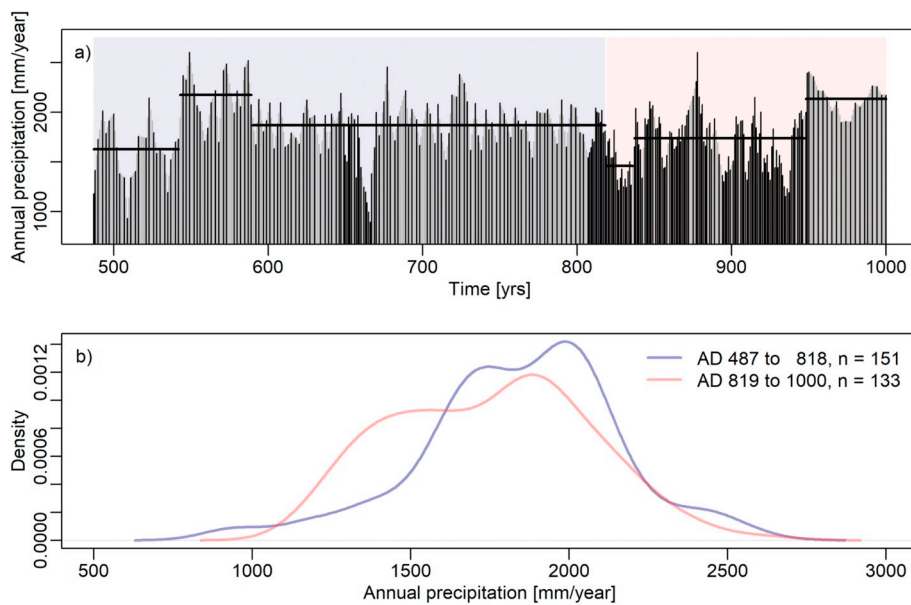 a)
Annual precipitation [mm/year]
2000
1000
500
600
700
800
900
1000
Time [yrs]
b)
AD 487 to 818, n = 151
AD 819 to 1000, n = 133
Density
0.0012
0.0006
0.0000
500
1000
1500
2000
2500
3000
Annual precipitation [mm/year]